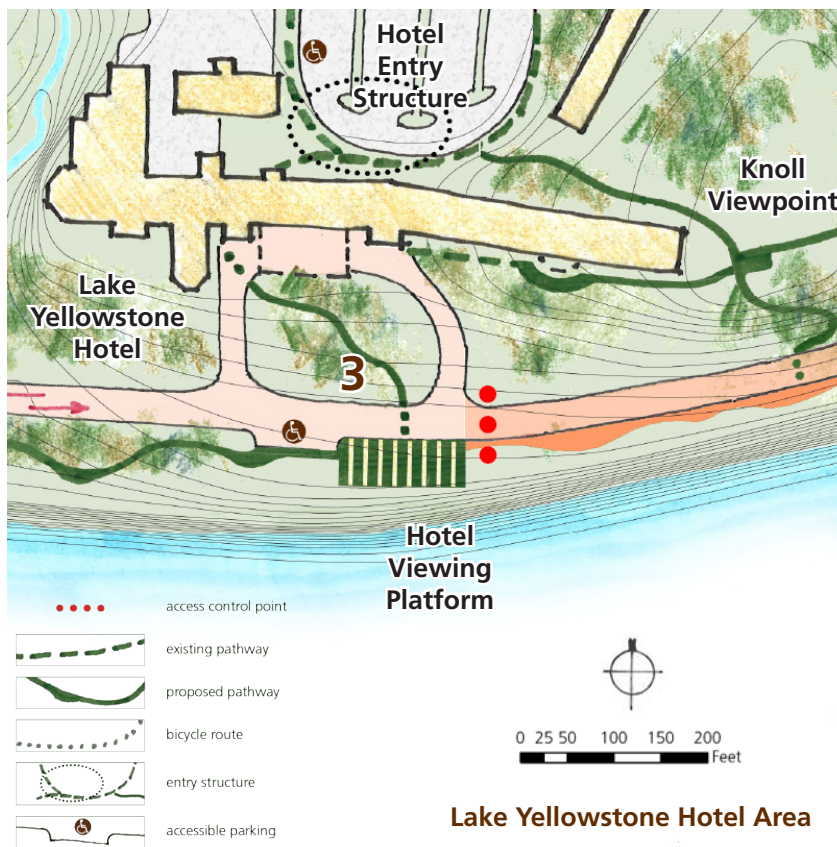 Hotel
Entry
Structure
Knoll
Viewpoint
Lake
Yellowstone
Hotel
3
Hotel
Viewing
Platform
access control point
existing pathway
proposed pathway
bicycle route
entry structure
accessible parking
N
0 25 50 100 150 200
Feet
Lake Yellowstone Hotel Area